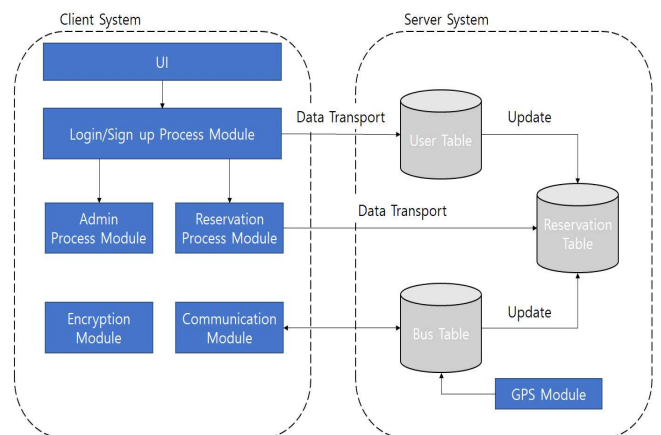 Client System
Server System
UI
Login/Sign up Process Module
Data Transport
User Table
Update
Admin
Process Module
Reservation
Process Module
Data Transport
Reservation
Table
Encryption
Module
Communication
Module
Bus Table
Update
GPS Module